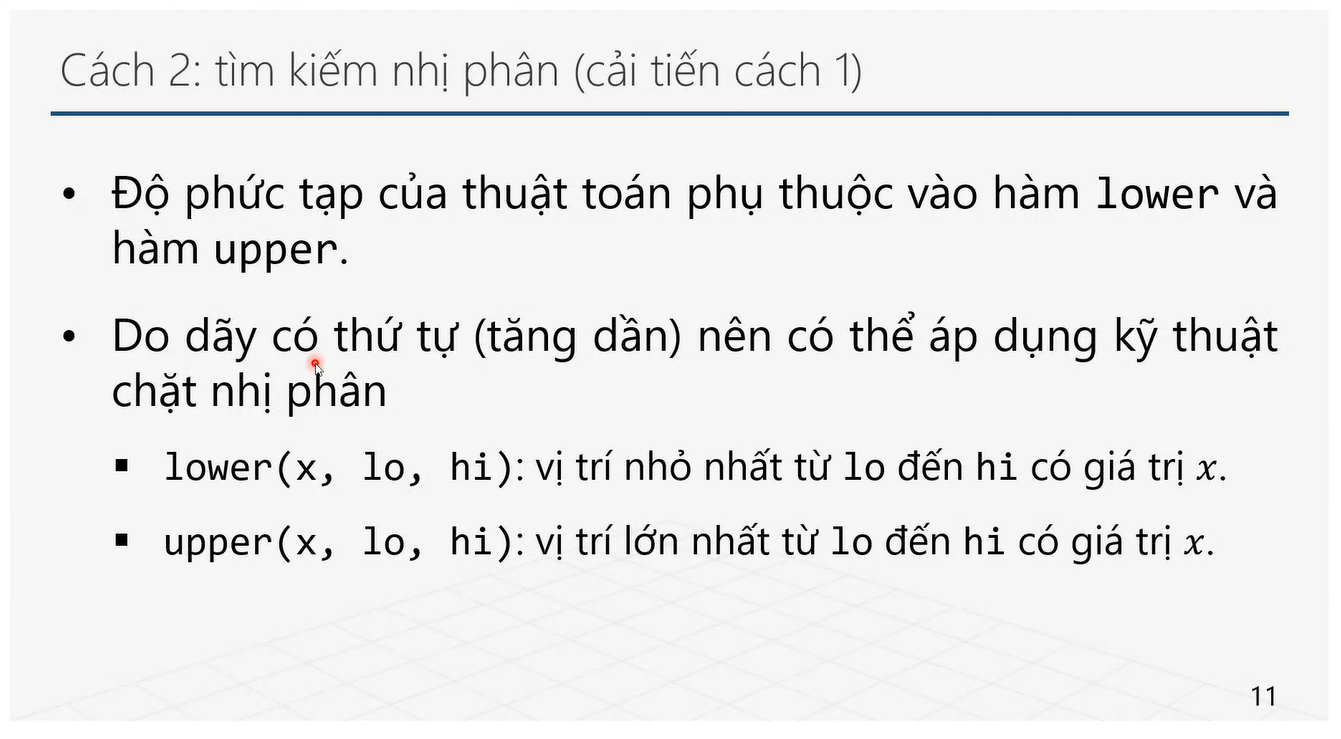 Cách 2: tìm kiếm nhị phân (cải tiến cách 1)
• Độ phức tạp của thuật toán phụ thuộc vào hàm lower và
hàm upper.
• Do dãy có thứ tự (tăng dần) nên có thể áp dụng kỹ thuật
chặt nhị phân
▪ lower(x, lo, hi): vị trí nhỏ nhất từ lo đến hi có giá trị x.
▪ upper(x, lo, hi): vị trí lớn nhất từ lo đến hi có giá trị x.
11